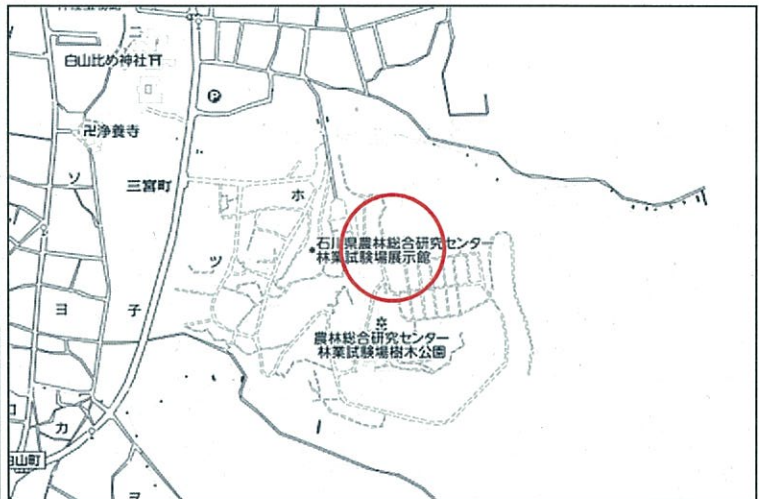 白山比め神社
P
卍浄養寺
ソ
三宮町
ホ
石川県農林総合研究センター
林業試験場展示館
ツ
ヨ
子
農林総合研究センター
林業試験場樹木公園
カ
白山町
ヲ